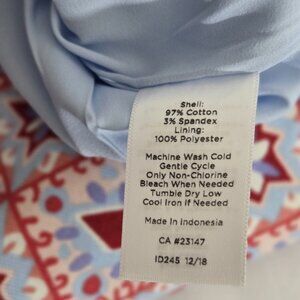 Shell:
97% Cotton
3% Spandex
Lining:
100% Polyester
Machine Wash Cold
Gentle Cycle
Only Non-Chlorine
Bleach When Needed
Tumble Dry Low
Cool Iron If Needed
Made In Indonesia
CA #23147
ID245 12/18